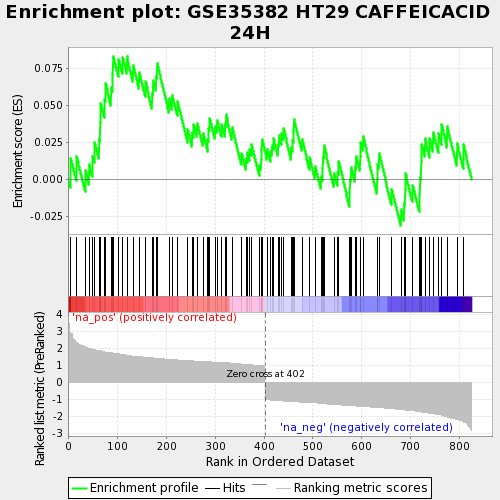 Enrichment plot: GSE35382 HT29 CAFFEICACID
24H
Enrichment score (ES)
0.075
0.050
0.025
0.000
-0.025
'na_pos' (positively correlated)
Ranked list metric (PreRanked)
4
3
2
1
0
-1
-2
-3
Zero cross at 402
'na_neg' (negatively correlated)
0
100
200
300
400
500
600
700
800
Rank in Ordered Dataset
Enrichment profile
Hits
Ranking metric scores